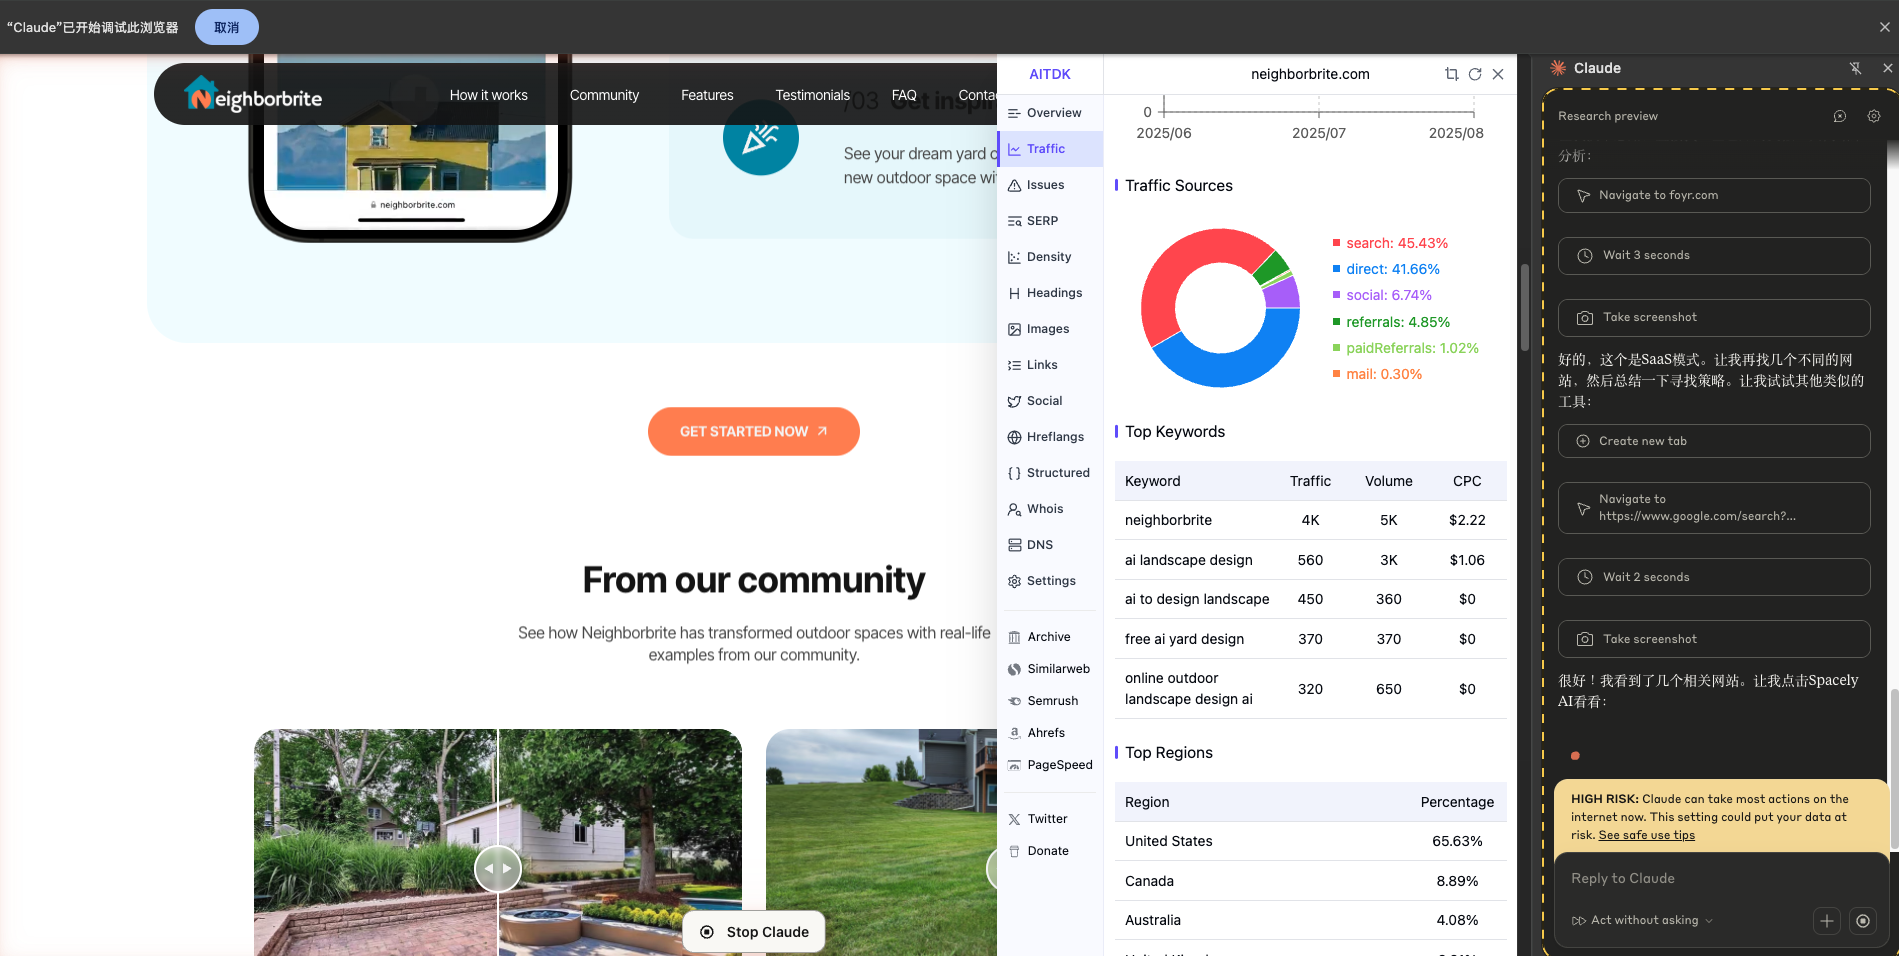 “Claude”已开始调试此浏览器
取消
Neighborbrite
How it works
Community
Features
Testimonials
FAQ
/03 Get inspi
See your dream yard
new outdoor space wi
neighborbrite.com
GET STARTED NOW
From our community
See how Neighborbrite has transformed outdoor spaces with real-life
examples from our community.
Stop Claude
AITDK
neighborbrite.com
Overview
Traffic
Issues
SERP
Density
Headings
Images
Links
Social
Hreflangs
Structured
Whois
DNS
Settings
Archive
Similarweb
Semrush
Ahrefs
PageSpeed
Twitter
Donate
0
2025/06
2025/07
2025/08
Traffic Sources
search: 45.43%
direct: 41.66%
social: 6.74%
referrals: 4.85%
paidReferrals: 1.02%
mail: 0.30%
Top Keywords
Keyword Traffic Volume CPC
neighborbrite 4K 5K $2.22
ai landscape design 560 3K $1.06
ai to design landscape 450 360 $0
free ai yard design 370 370 $0
online outdoor
landscape design ai 320 650 $0
Top Regions
Region Percentage
United States 65.63%
Canada 8.89%
Australia 4.08%
Claude
Research preview
分析：
Navigate to foyr.com
Wait 3 seconds
Take screenshot
好的，这个是SaaS模式。让我再找几个不同的网
站，然后总结一下寻找策略。让我试试其他类似的
工具：
Create new tab
Navigate to
https://www.google.com/search?...
Wait 2 seconds
Take screenshot
很好！我看到了几个相关网站。让我点击Spacely
AI看看：
HIGH RISK: Claude can take most actions on the
internet now. This setting could put your data at
risk. See safe use tips
Reply to Claude
Act without asking